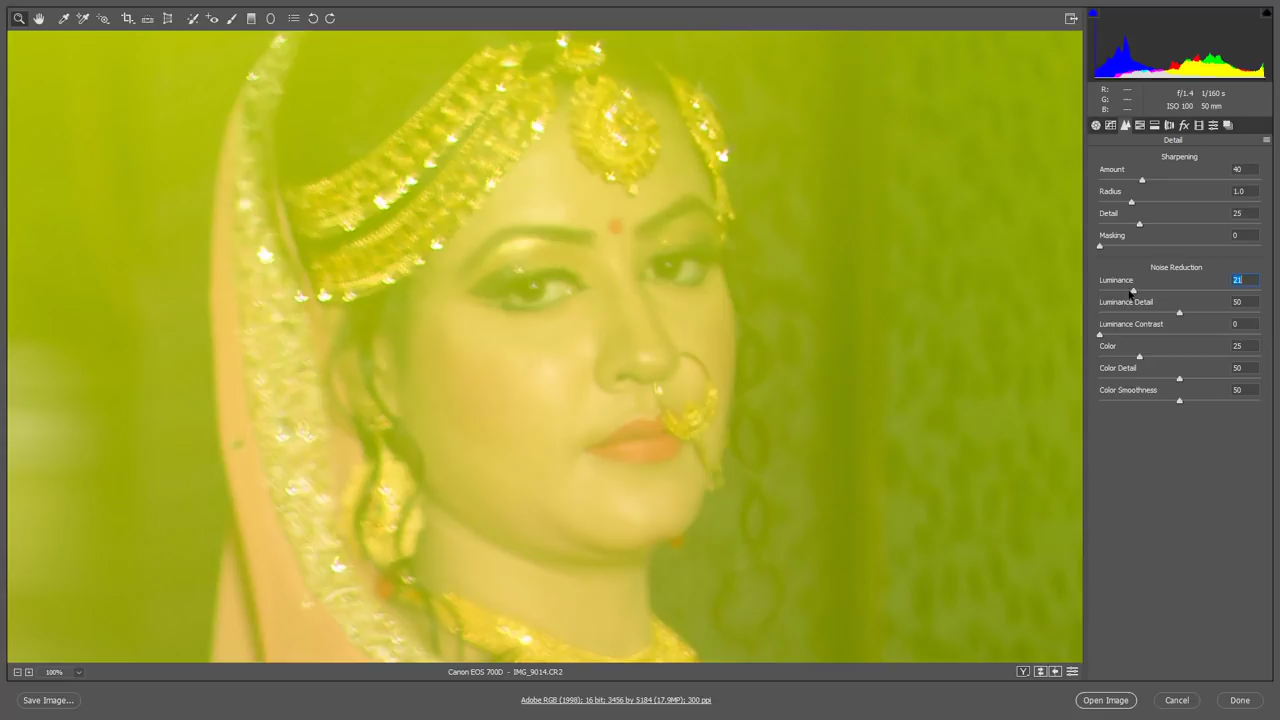 R: ---
G: ---
B: ---
f/1.4 1/160 s
ISO 100 50 mm
fx
Detail
Sharpening
Amount 40
Radius 1.0
Detail 25
Masking 0
Noise Reduction
Luminance 21
Luminance Detail 50
Luminance Contrast 0
Color 25
Color Detail 50
Color Smoothness 50
100% Canon EOS 700D - IMG_9014.CR2 Y
Save Image... Adobe RGB (1998); 16 bit; 3456 by 5184 (17.9MP); 300 ppi Open Image Cancel Done